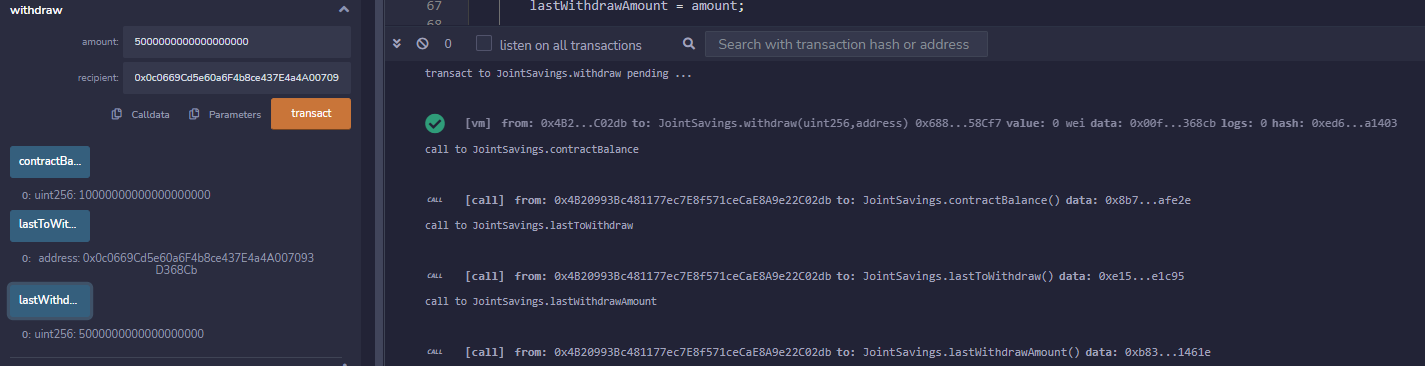 withdraw
amount: 5000000000000000000
recipient: 0x0c0669Cd5e60a6F4b8ce437E4a4A00709
Calldata Parameters transact
contractBa...
0: uint256: 10000000000000000000
lastToWit...
0: address: 0x0c0669Cd5e60a6F4b8ce437E4a4A007093
D368Cb
lastWithd...
0: uint256: 5000000000000000000
67 lastWithdrawAmount = amount;
68
0 listen on all transactions Search with transaction hash or address
transact to JointSavings.withdraw pending ...
[vm] from: 0x4B2...C02db to: JointSavings.withdraw(uint256,address) 0x688...58Cf7 value: 0 wei data: 0x00f...368cb logs: 0 hash: 0xed6...a1403
call to JointSavings.contractBalance
CALL [call] from: 0x4B20993Bc481177ec7E8f571ceCaE8A9e22C02db to: JointSavings.contractBalance() data: 0x8b7...afe2e
call to JointSavings.lastToWithdraw
CALL [call] from: 0x4B20993Bc481177ec7E8f571ceCaE8A9e22C02db to: JointSavings.lastToWithdraw() data: 0xe15...e1c95
call to JointSavings.lastWithdrawAmount
CALL [call] from: 0x4B20993Bc481177ec7E8f571ceCaE8A9e22C02db to: JointSavings.lastWithdrawAmount() data: 0xb83...1461e